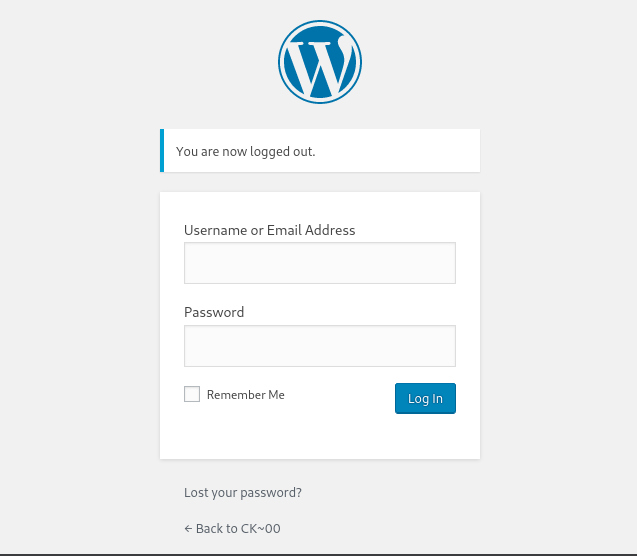 You are now logged out.
Username or Email Address
Password
Remember Me
Log In
Lost your password?
← Back to CK~00